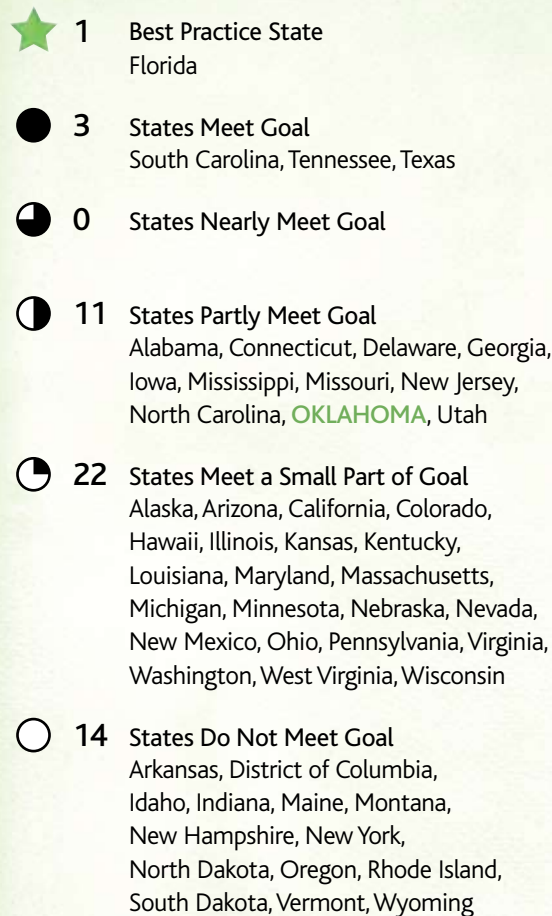 1 Best Practice State
Florida
3 States Meet Goal
South Carolina, Tennessee, Texas
0 States Nearly Meet Goal
11 States Partly Meet Goal
Alabama, Connecticut, Delaware, Georgia,
Iowa, Mississippi, Missouri, New Jersey,
North Carolina, OKLAHOMA, Utah
22 States Meet a Small Part of Goal
Alaska, Arizona, California, Colorado,
Hawaii, Illinois, Kansas, Kentucky,
Louisiana, Maryland, Massachusetts,
Michigan, Minnesota, Nebraska, Nevada,
New Mexico, Ohio, Pennsylvania, Virginia,
Washington, West Virginia, Wisconsin
14 States Do Not Meet Goal
Arkansas, District of Columbia,
Idaho, Indiana, Maine, Montana,
New Hampshire, New York,
North Dakota, Oregon, Rhode Island,
South Dakota, Vermont, Wyoming